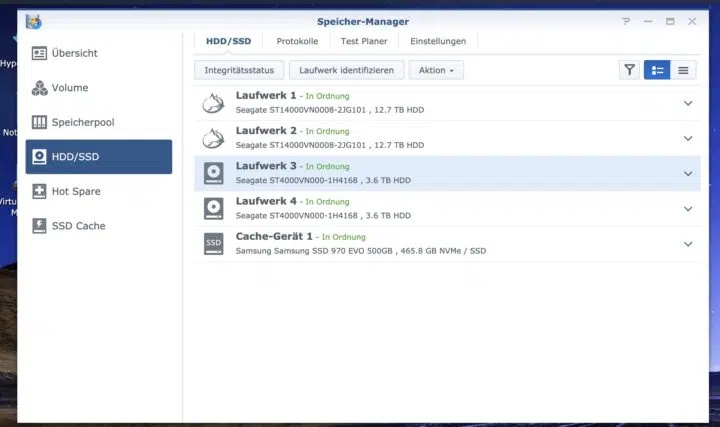 Speicher-Manager
Übersicht
Volume
Speicherpool
HDD/SSD
Hot Spare
SSD Cache
HDD/SSD Protokolle Test Planer Einstellungen
Integritätsstatus Laufwerk identifizieren Aktion
Laufwerk 1 - In Ordnung
Seagate ST14000VN0008-2JG101 , 12.7 TB HDD
Laufwerk 2 - In Ordnung
Seagate ST14000VN0008-2JG101 , 12.7 TB HDD
Laufwerk 3 - In Ordnung
Seagate ST4000VN000-1H4168 , 3.6 TB HDD
Laufwerk 4 - In Ordnung
Seagate ST4000VN000-1H4168 , 3.6 TB HDD
SSD
Cache-Gerät 1 - In Ordnung
Samsung Samsung SSD 970 EVO 500GB , 465.8 GB NVMe / SSD